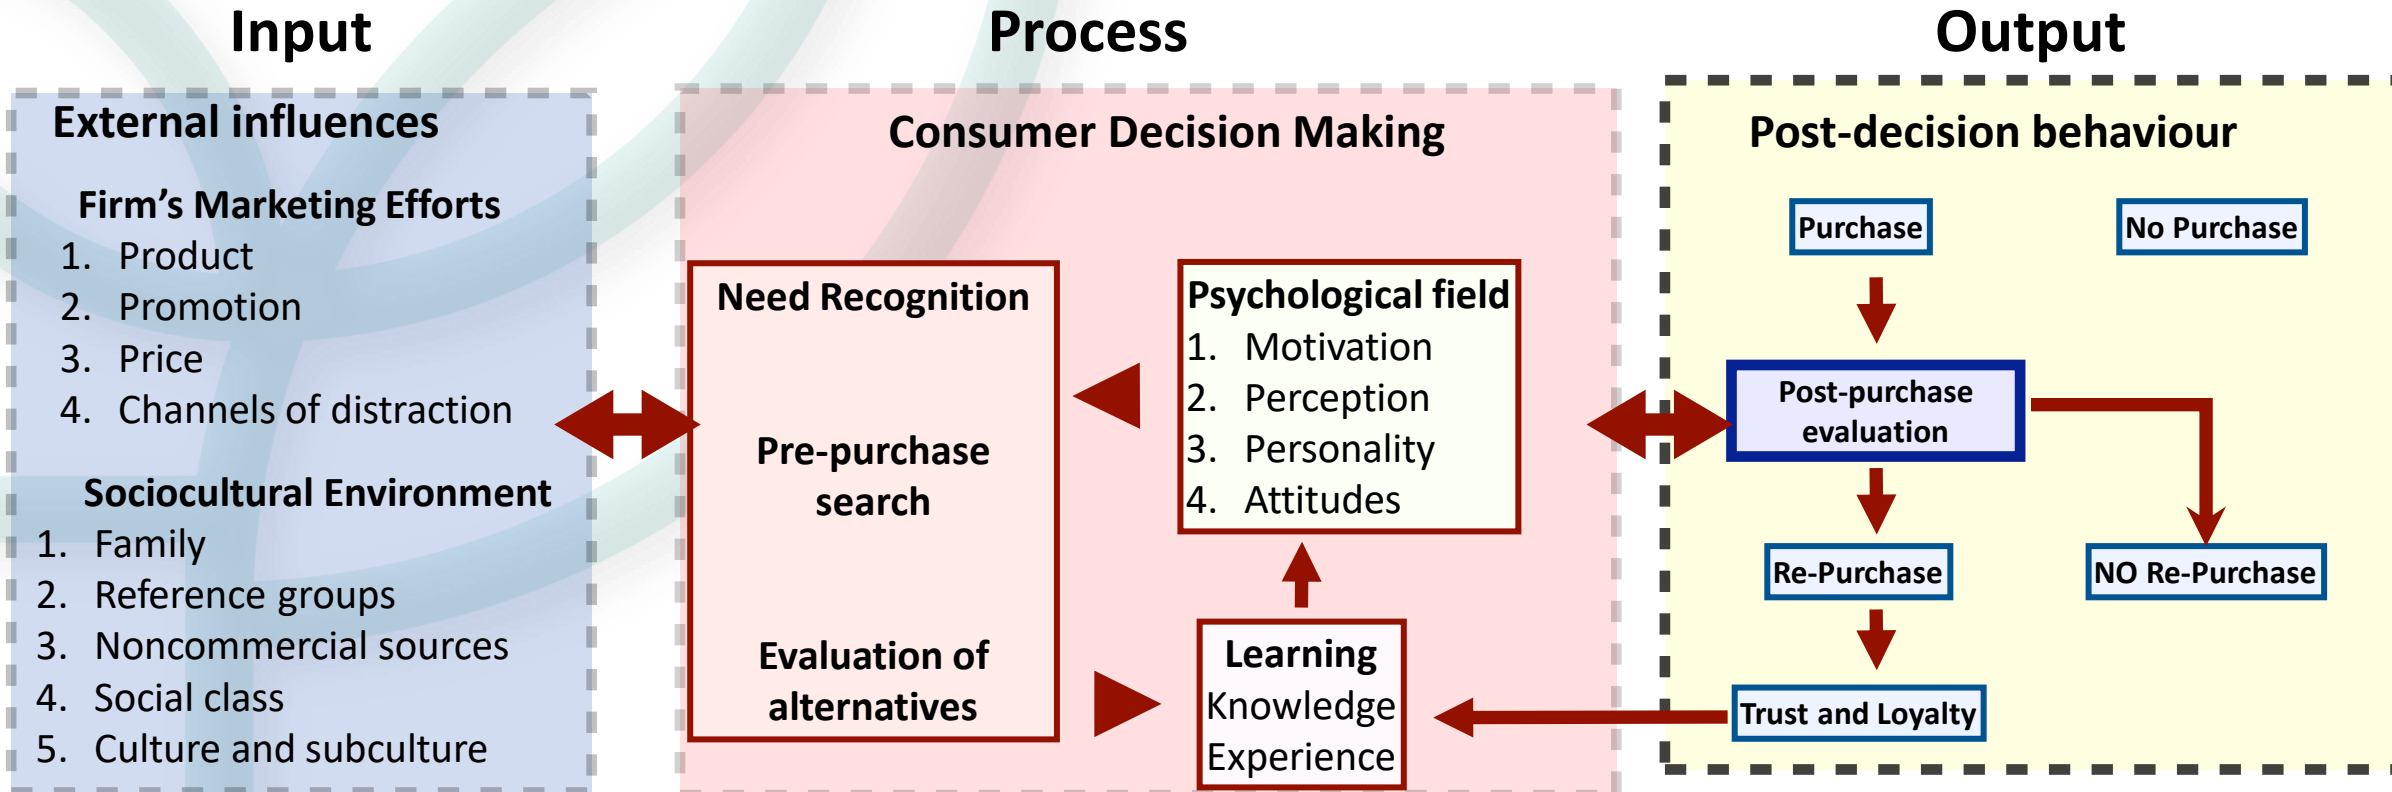 Input
External influences
Firm’s Marketing Efforts
1. Product
2. Promotion
3. Price
4. Channels of distraction
Sociocultural Environment
1. Family
2. Reference groups
3. Noncommercial sources
4. Social class
5. Culture and subculture
Process
Consumer Decision Making
Need Recognition
Pre-purchase
search
Evaluation of
alternatives
Psychological field
1. Motivation
2. Perception
3. Personality
4. Attitudes
Learning
Knowledge
Experience
Output
Post-decision behaviour
Purchase
No Purchase
Post-purchase
evaluation
Re-Purchase
NO Re-Purchase
Trust and Loyalty